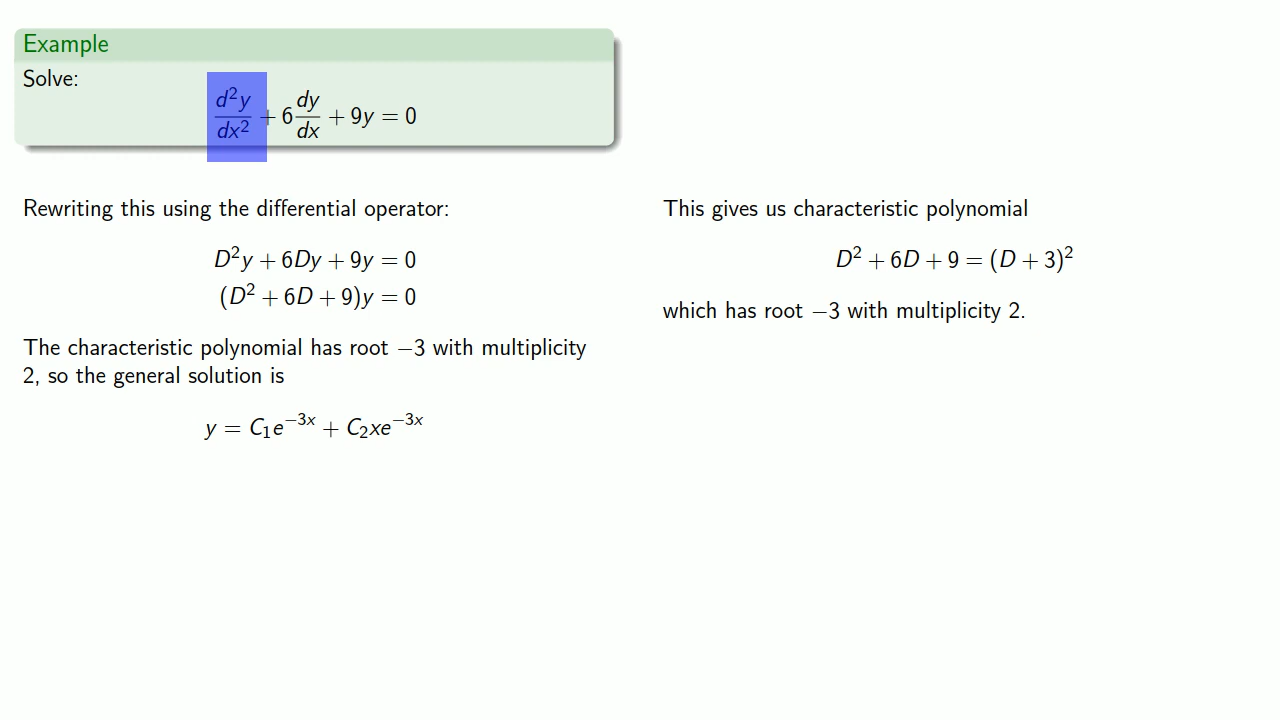 Example
Solve:
d²y/dx² + 6 dy/dx + 9y = 0
Rewriting this using the differential operator:
D²y + 6Dy + 9y = 0
(D² + 6D + 9)y = 0
The characteristic polynomial has root −3 with multiplicity
2, so the general solution is
y = C₁e⁻³ˣ + C₂xe⁻³ˣ
This gives us characteristic polynomial
D² + 6D + 9 = (D + 3)²
which has root −3 with multiplicity 2.